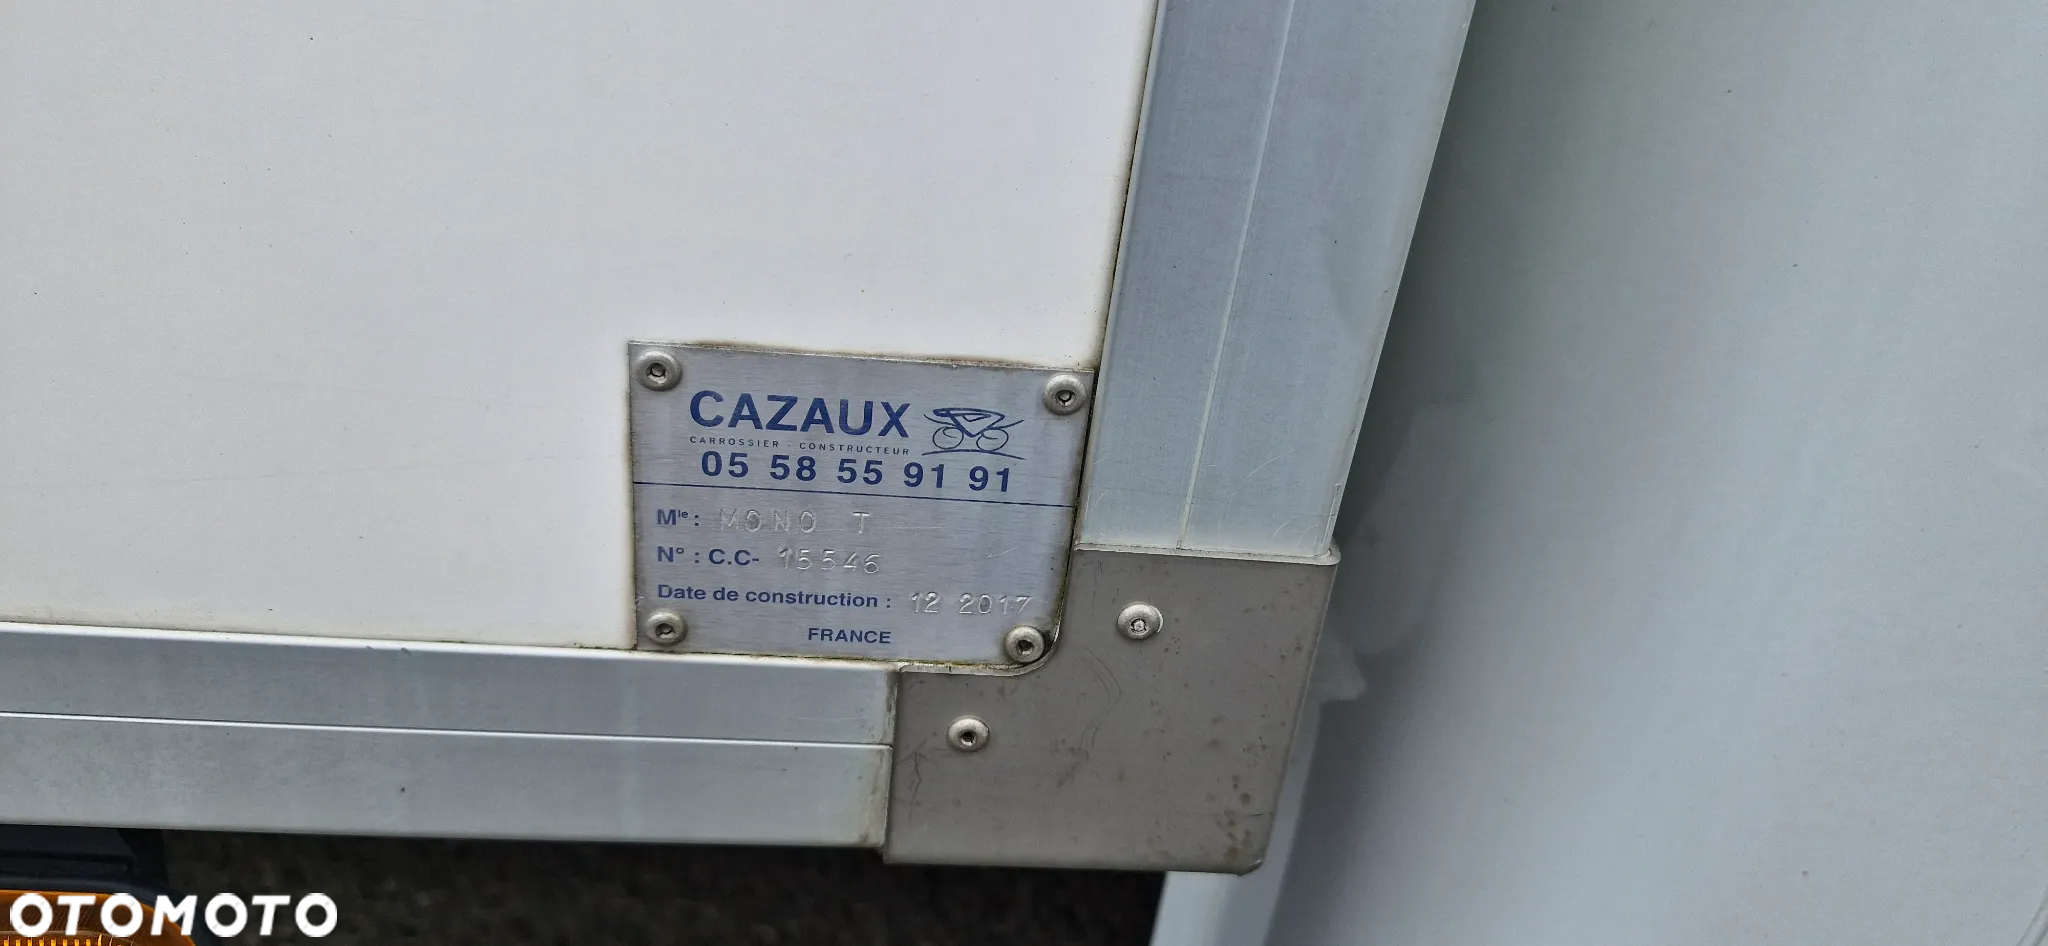 CAZAUX
CARROSSIER - CONSTRUCTEUR
05 58 55 91 91
Mle : MONO T
N° : C.C- 15546
Date de construction : 12 2017
FRANCE
OTOMOTO